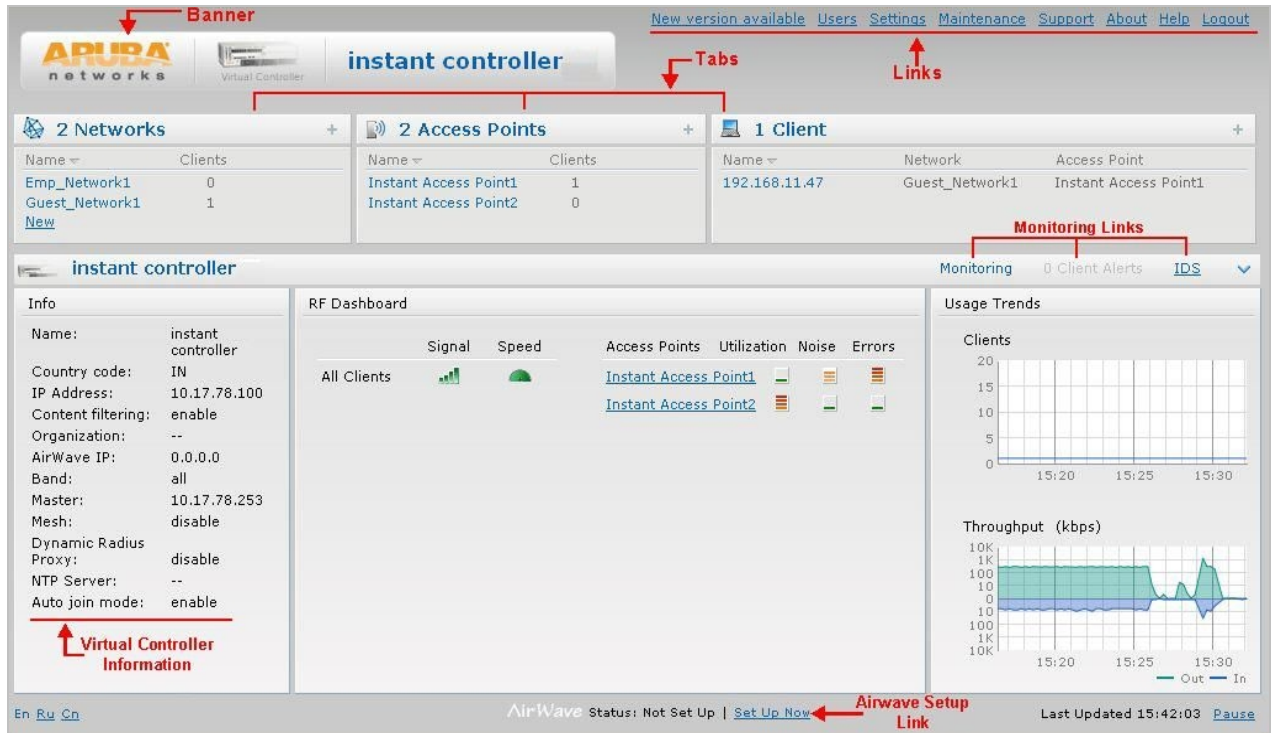 Banner
New version available Users Settings Maintenance Support About Help Logout
ARUBA
networks
Virtual Controller
instant controller
Tabs
Links
2 Networks +
2 Access Points +
1 Client +
Name Clients
Name Clients
Name Network Access Point
Emp_Network1 0
Guest_Network1 1
New
Instant Access Point1 1
Instant Access Point2 0
192.168.11.47 Guest_Network1 Instant Access Point1
Monitoring Links
instant controller
Monitoring 0 Client Alerts IDS
Info
Name: instant
controller
Country code: IN
IP Address: 10.17.78.100
Content filtering: enable
Organization: --
AirWave IP: 0.0.0.0
Band: all
Master: 10.17.78.253
Mesh: disable
Dynamic Radius
Proxy: disable
NTP Server: --
Auto join mode: enable
Virtual Controller
Information
RF Dashboard
Signal Speed
All Clients
Access Points Utilization Noise Errors
Instant Access Point1
Instant Access Point2
Usage Trends
Clients
20
15
10
5
0
15:20 15:25 15:30
Throughput (kbps)
10K
1K
100
10
0
10
100
1K
10K
15:20 15:25 15:30
Out In
En Ru Cn
AirWave Status: Not Set Up | Set Up Now
Airwave Setup
Link
Last Updated 15:42:03 Pause